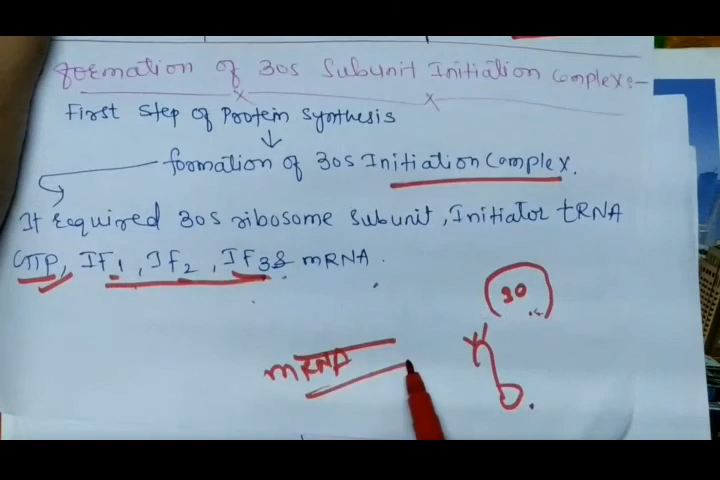 formation of 30s Subunit Initiation Complex:-
First Step of Protein Synthesis
formation of 30s Initiation Complex.
It required 30s ribosome subunit, Initiator tRNA
GTP, IF1, IF2, IF3 & mRNA.
30
mRNA